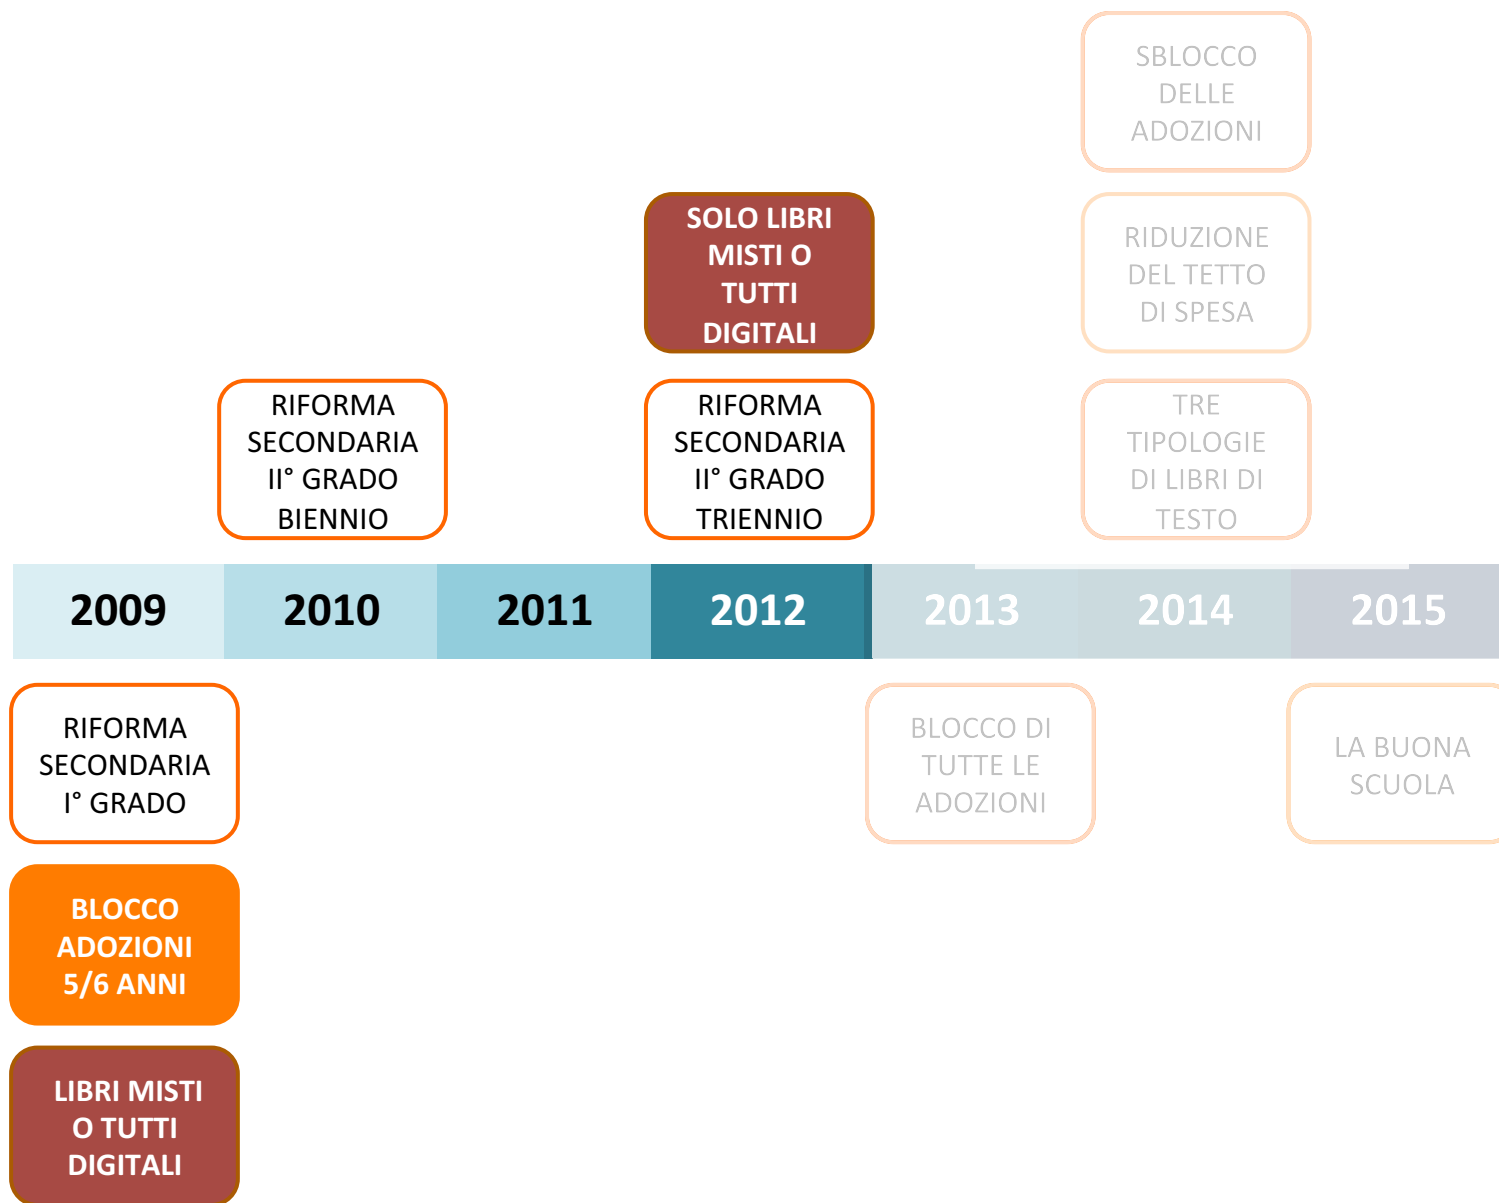 SBLOCCO
DELLE
ADOZIONI
SOLO LIBRI
MISTI O
TUTTI
DIGITALI
RIDUZIONE
DEL TETTO
DI SPESA
RIFORMA
SECONDARIA
II° GRADO
BIENNIO
RIFORMA
SECONDARIA
II° GRADO
TRIENNIO
TRE
TIPOLOGIE
DI LIBRI DI
TESTO
2009 2010 2011 2012 2013 2014 2015
RIFORMA
SECONDARIA
I° GRADO
BLOCCO DI
TUTTE LE
ADOZIONI
LA BUONA
SCUOLA
BLOCCO
ADOZIONI
5/6 ANNI
LIBRI MISTI
O TUTTI
DIGITALI